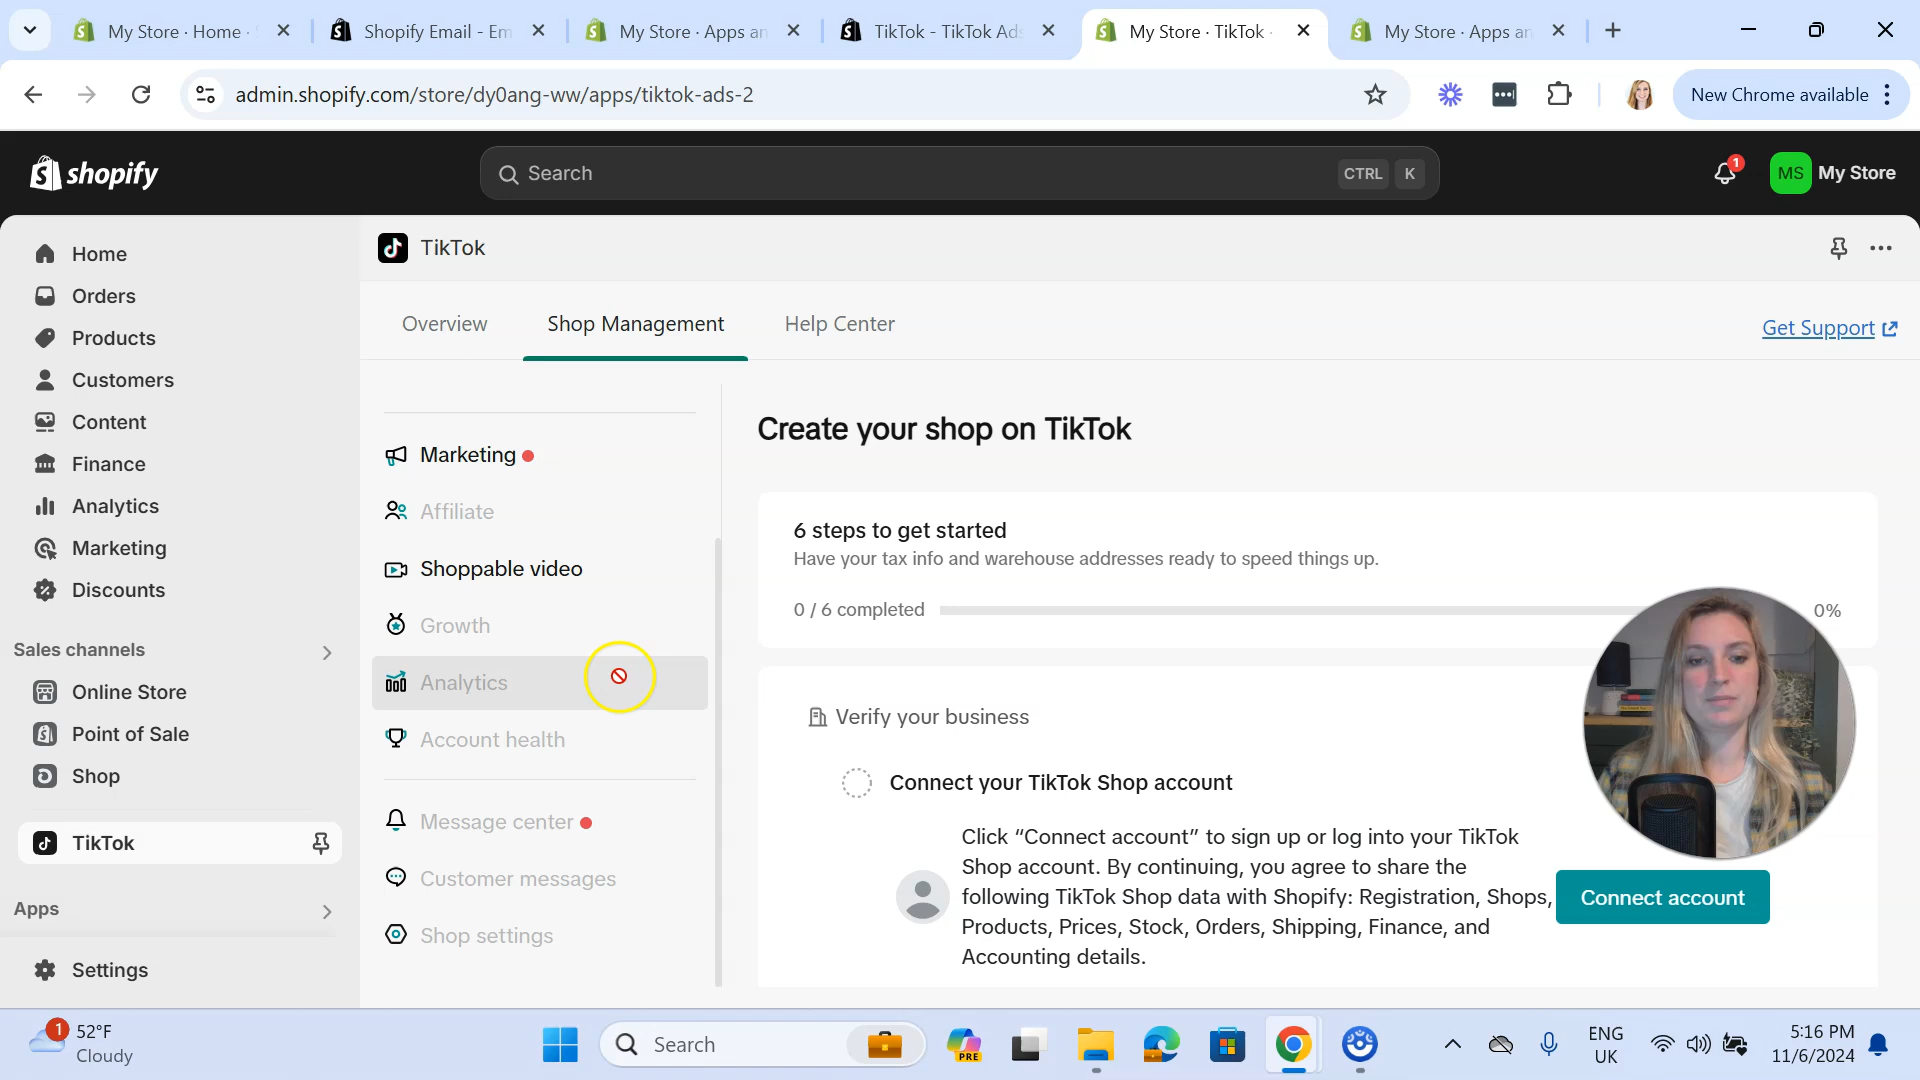 My Store · Home ·
Shopify Email - Em
My Store · Apps an
TikTok - TikTok Ads
My Store · TikTok ·
My Store · Apps an
admin.shopify.com/store/dy0ang-ww/apps/tiktok-ads-2
New Chrome available
shopify
Search
CTRL K
1
MS My Store
Home
Orders
Products
Customers
Content
Finance
Analytics
Marketing
Discounts
Sales channels
Online Store
Point of Sale
Shop
TikTok
Apps
Settings
TikTok
Overview
Shop Management
Help Center
Get Support
Marketing
Affiliate
Shoppable video
Growth
Analytics
Account health
Message center
Customer messages
Shop settings
Create your shop on TikTok
6 steps to get started
Have your tax info and warehouse addresses ready to speed things up.
0 / 6 completed
0%
Verify your business
Connect your TikTok Shop account
Click “Connect account” to sign up or log into your TikTok
Shop account. By continuing, you agree to share the
following TikTok Shop data with Shopify: Registration, Shops,
Products, Prices, Stock, Orders, Shipping, Finance, and
Accounting details.
Connect account
1
52°F
Cloudy
Search
PRE
ENG
UK
5:16 PM
11/6/2024